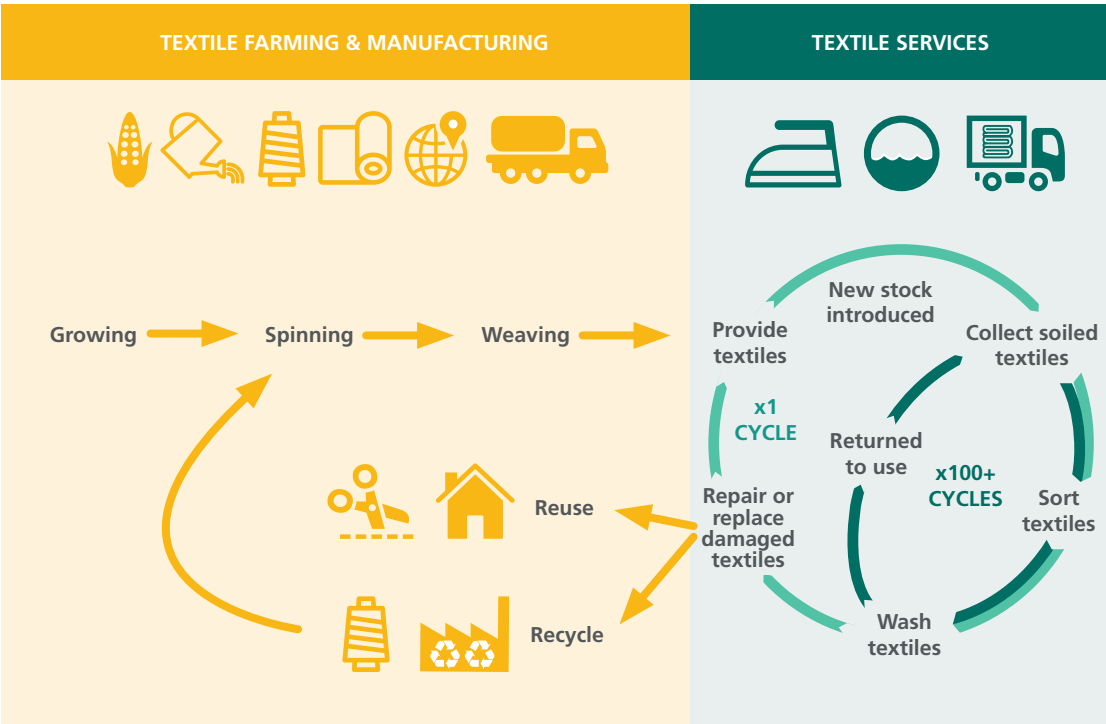 TEXTILE FARMING & MANUFACTURING
TEXTILE SERVICES
Growing
Spinning
Weaving
Provide
textiles
New stock
introduced
Collect soiled
textiles
x1
CYCLE
Returned
to use
x100+
CYCLES
Sort
textiles
Repair or
replace
damaged
textiles
Wash
textiles
Reuse
Recycle